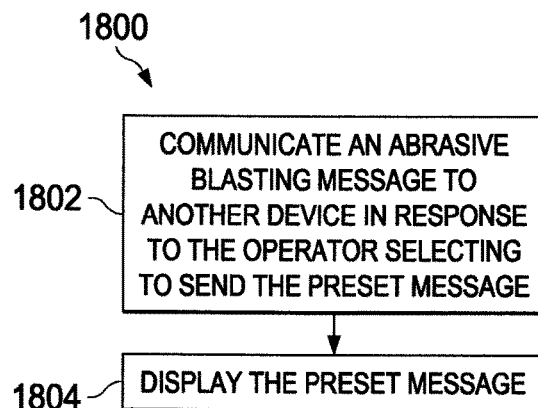 1800
1802
COMMUNICATE AN ABRASIVE
BLASTING MESSAGE TO
ANOTHER DEVICE IN RESPONSE
TO THE OPERATOR SELECTING
TO SEND THE PRESET MESSAGE
1804
DISPLAY THE PRESET MESSAGE